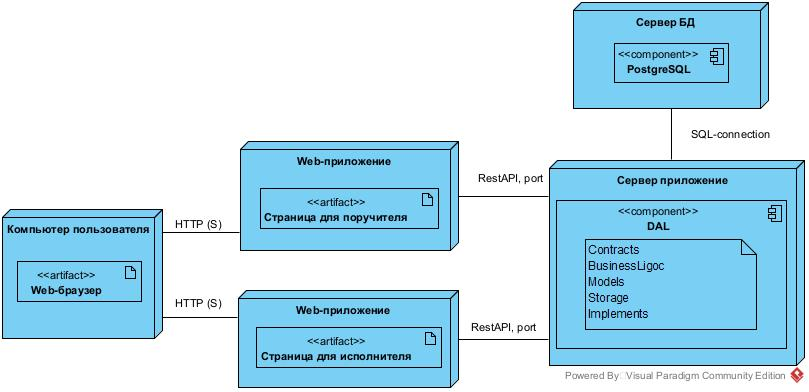 Сервер БД
<<component>>
PostgreSQL
SQL-connection
Web-приложение
<<artifact>>
Страница для поручителя
RestAPI, port
Сервер приложение
<<component>>
DAL
Contracts
BusinessLigoc
Models
Storage
Implements
Компьютер пользователя
<<artifact>>
Web-браузер
HTTP (S)
HTTP (S)
Web-приложение
<<artifact>>
Страница для исполнителя
RestAPI, port
Powered By Visual Paradigm Community Edition